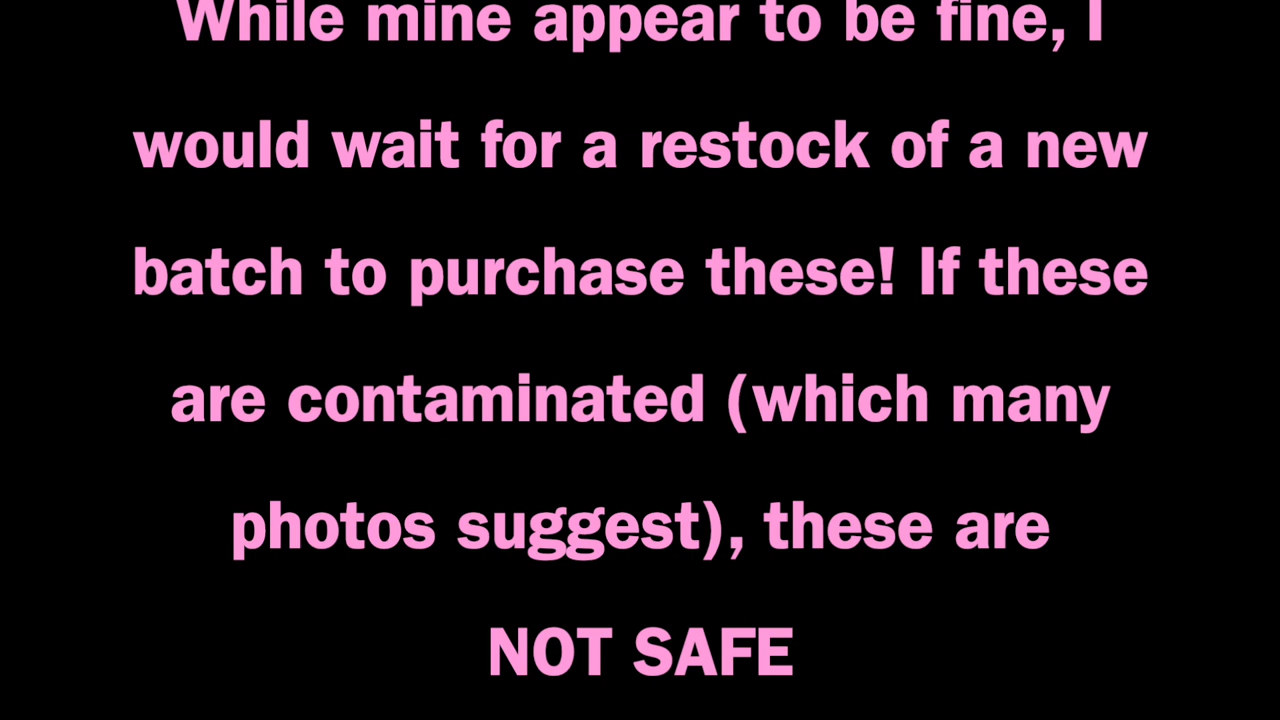 While mine appear to be fine, I
would wait for a restock of a new
batch to purchase these! If these
are contaminated (which many
photos suggest), these are
NOT SAFE